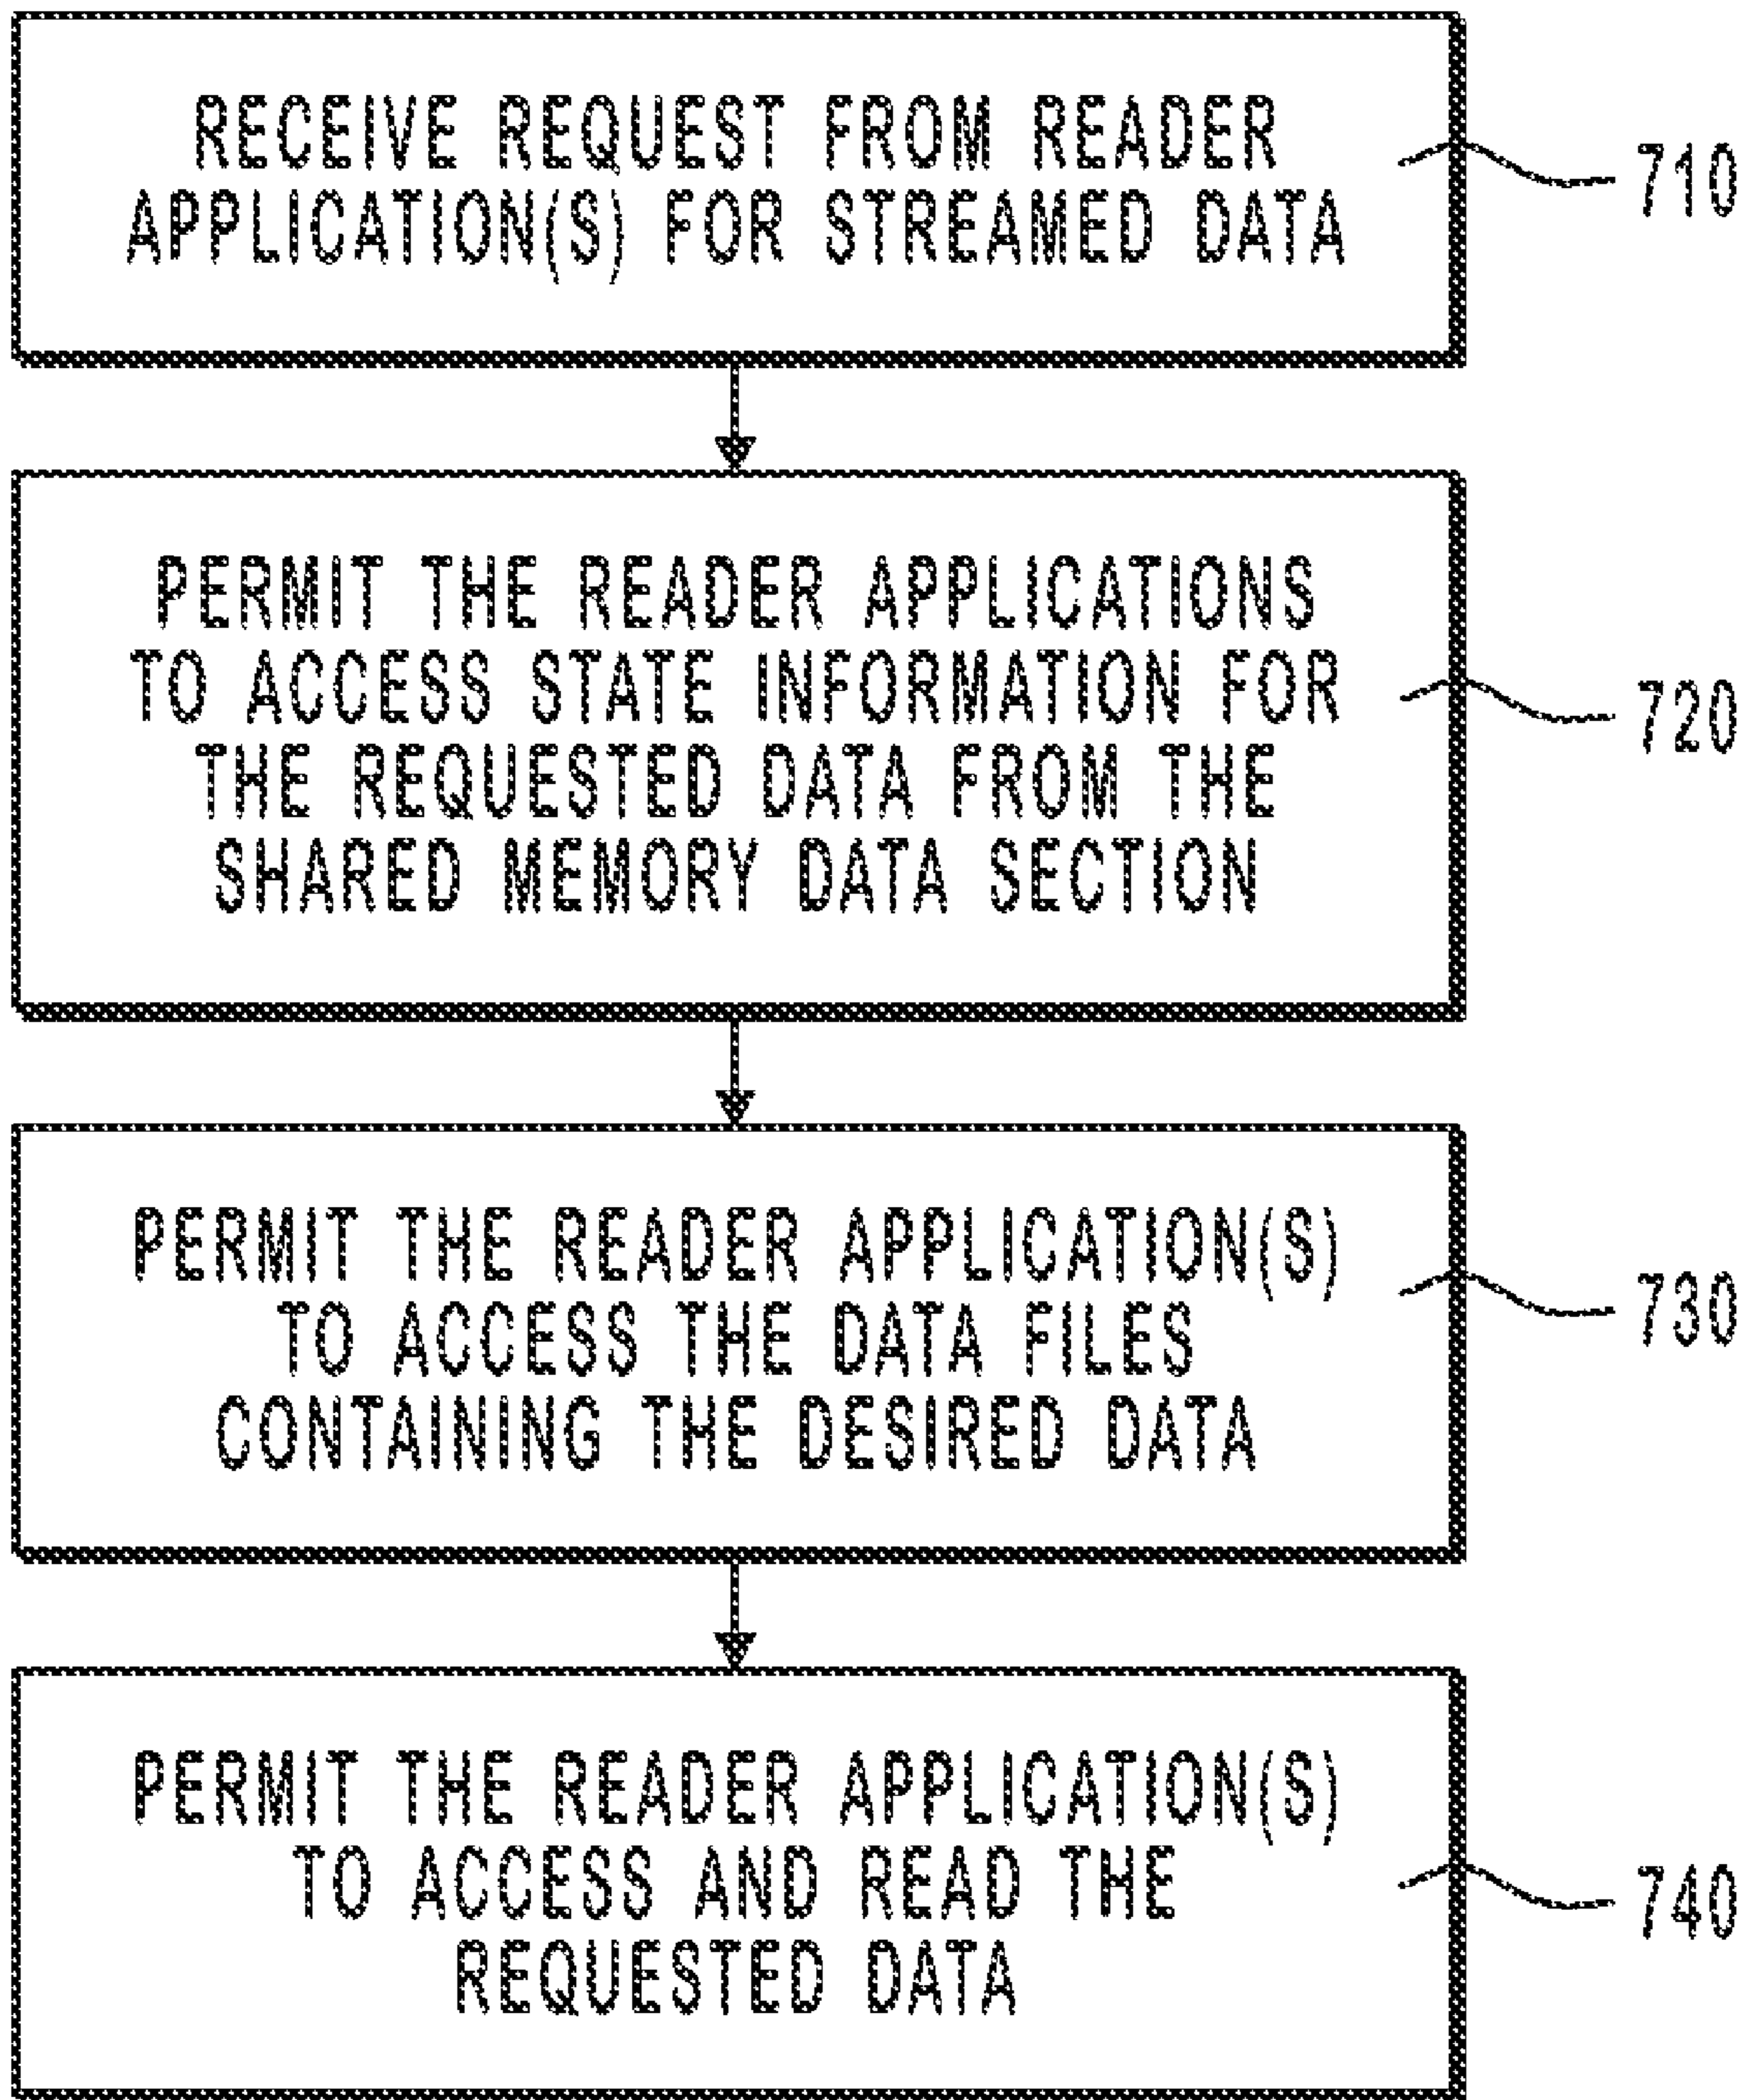 RECEIVE REQUEST FROM READER
APPLICATION(S) FOR STREAMED DATA
710
PERMIT THE READER APPLICATIONS
TO ACCESS STATE INFORMATION FOR
THE REQUESTED DATA FROM THE
SHARED MEMORY DATA SECTION
720
PERMIT THE READER APPLICATION(S)
TO ACCESS THE DATA FILES
CONTAINING THE DESIRED DATA
730
PERMIT THE READER APPLICATION(S)
TO ACCESS AND READ THE
REQUESTED DATA
740